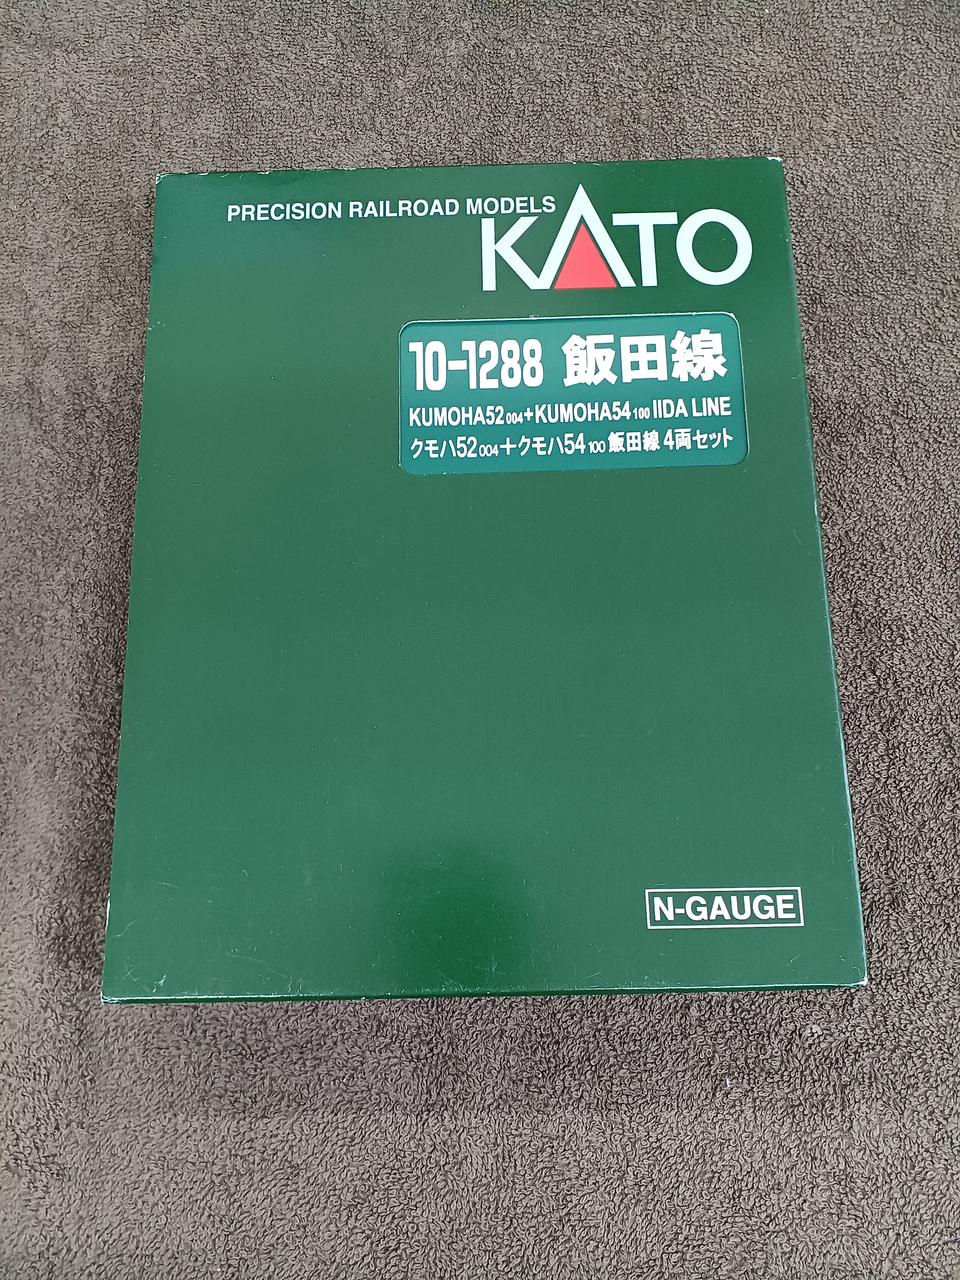 PRECISION RAILROAD MODELS
KATO
10-1288 飯田線
KUMOHA52 004+KUMOHA54 100 IIDA LINE
クモハ52 004+クモハ54 100 飯田線 4両セット
N-GAUGE